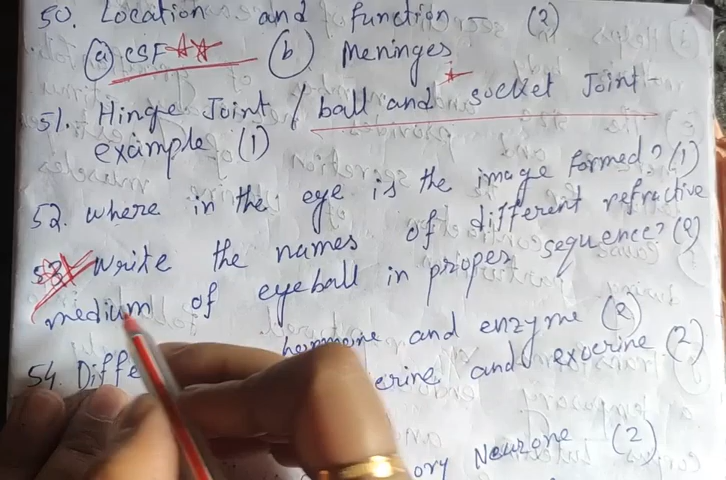 50. Location and function - (2)
(a) CSF (b) Meninges
51. Hinge Joint / ball and socket Joint -
example (1)
52. where in the eye is the image formed? (1)
53. Write the names of different refractive
medium of eyeball in proper sequence? (2)
hormone and enzyme (2)
54. Diffe and exocrine (2)
ory Neurone (2)